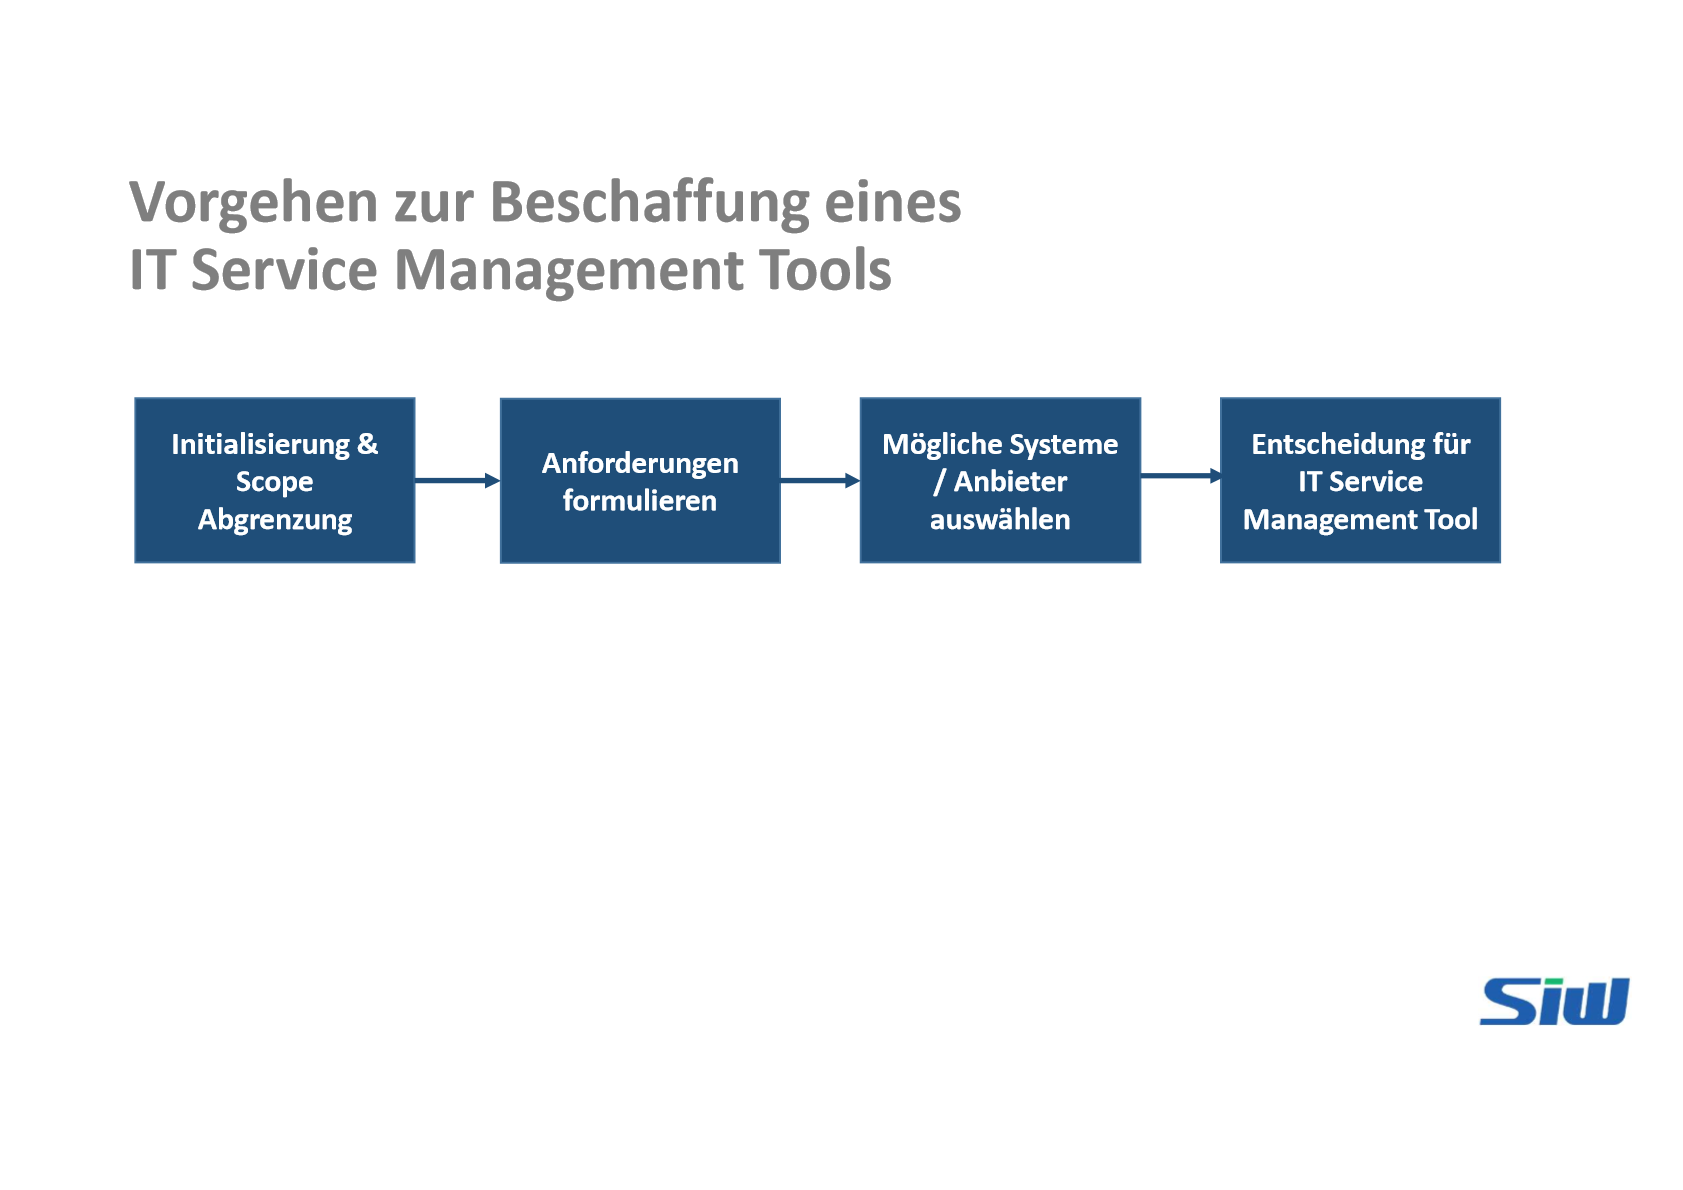 Vorgehen zur Beschaffung eines
IT Service Management Tools
Initialisierung &
Scope
Abgrenzung
Anforderungen
formulieren
Mögliche Systeme
/ Anbieter
auswählen
Entscheidung für
IT Service
Management Tool
Siw